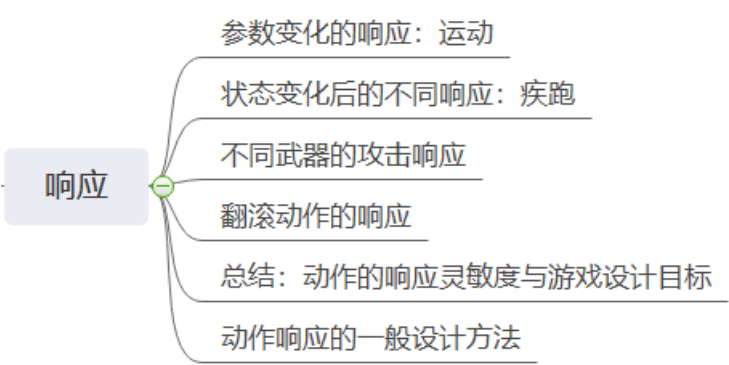 响应
参数变化的响应：运动
状态变化后的不同响应：疾跑
不同武器的攻击响应
翻滚动作的响应
总结：动作的响应灵敏度与游戏设计目标
动作响应的一般设计方法